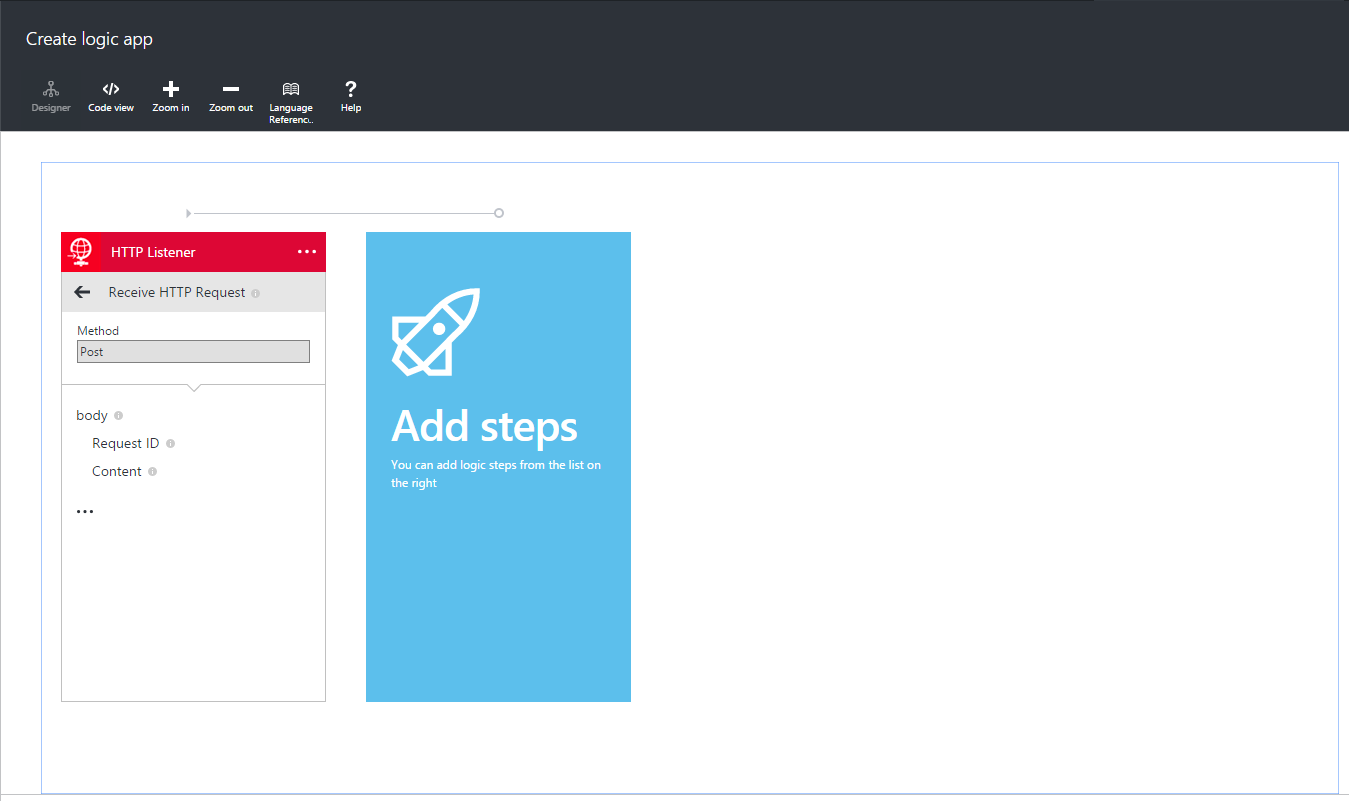 Create logic app
Designer
Code view
Zoom in
Zoom out
Language
Referenc..
Help
HTTP Listener
Receive HTTP Request
Method
Post
body
Request ID
Content
Add steps
You can add logic steps from the list on
the right